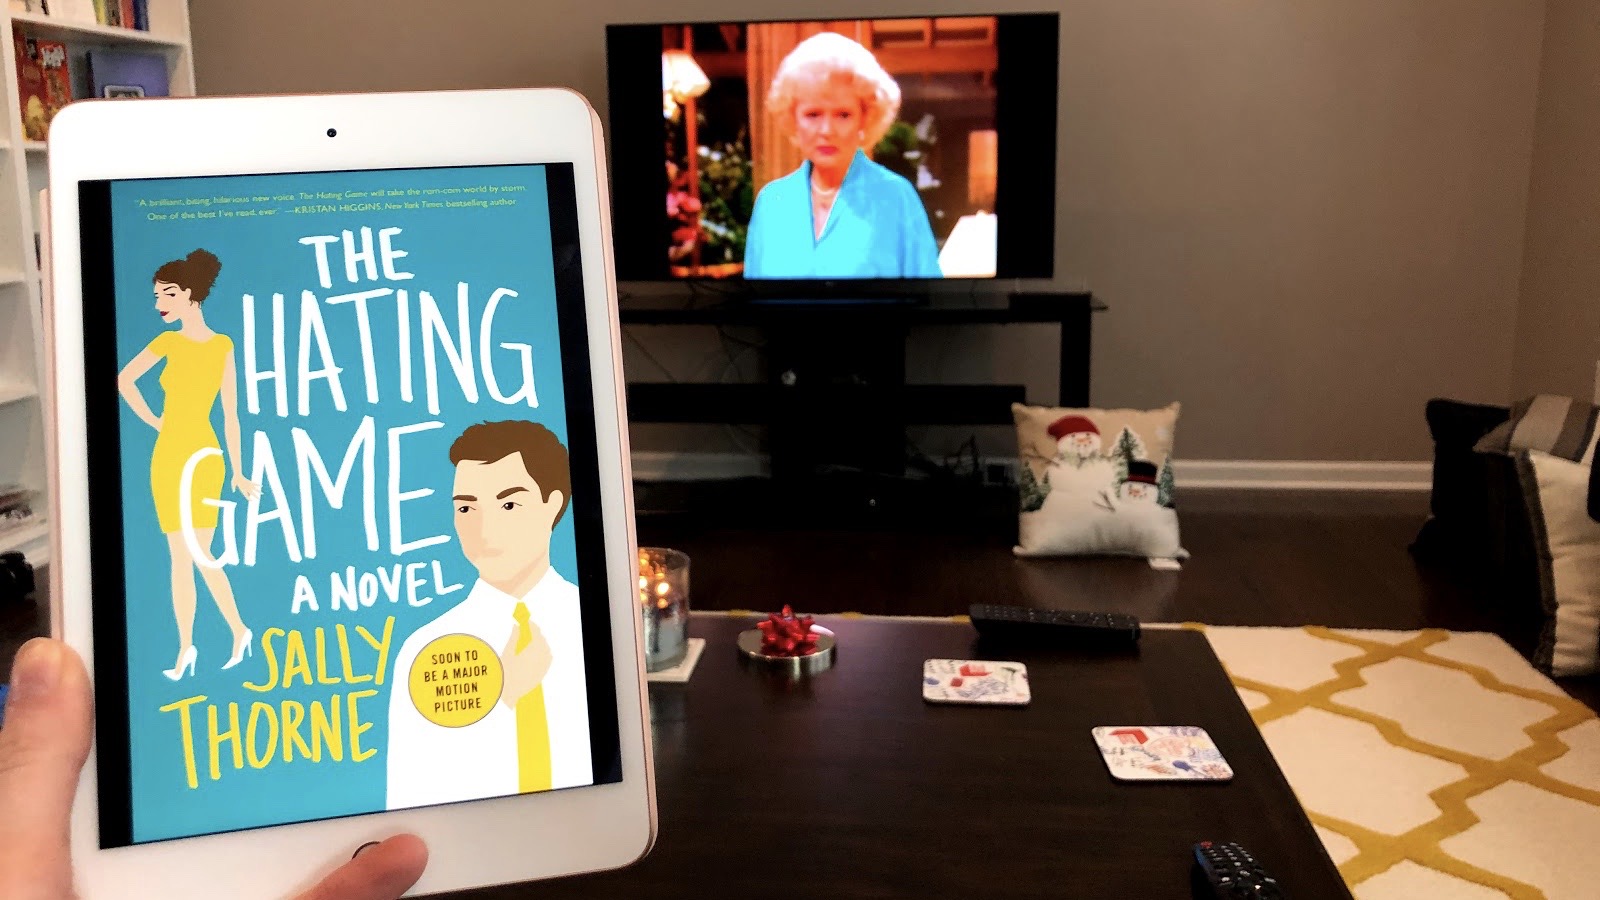 "A brilliant, biting, hilarious new voice. The Hating Game will take the rom-com world by storm.
One of the best I've read, ever." —KRISTAN HIGGINS, New York Times bestselling author
THE
HATING
GAME
A NOVEL
SALLY
THORNE
SOON TO
BE A MAJOR
MOTION
PICTURE